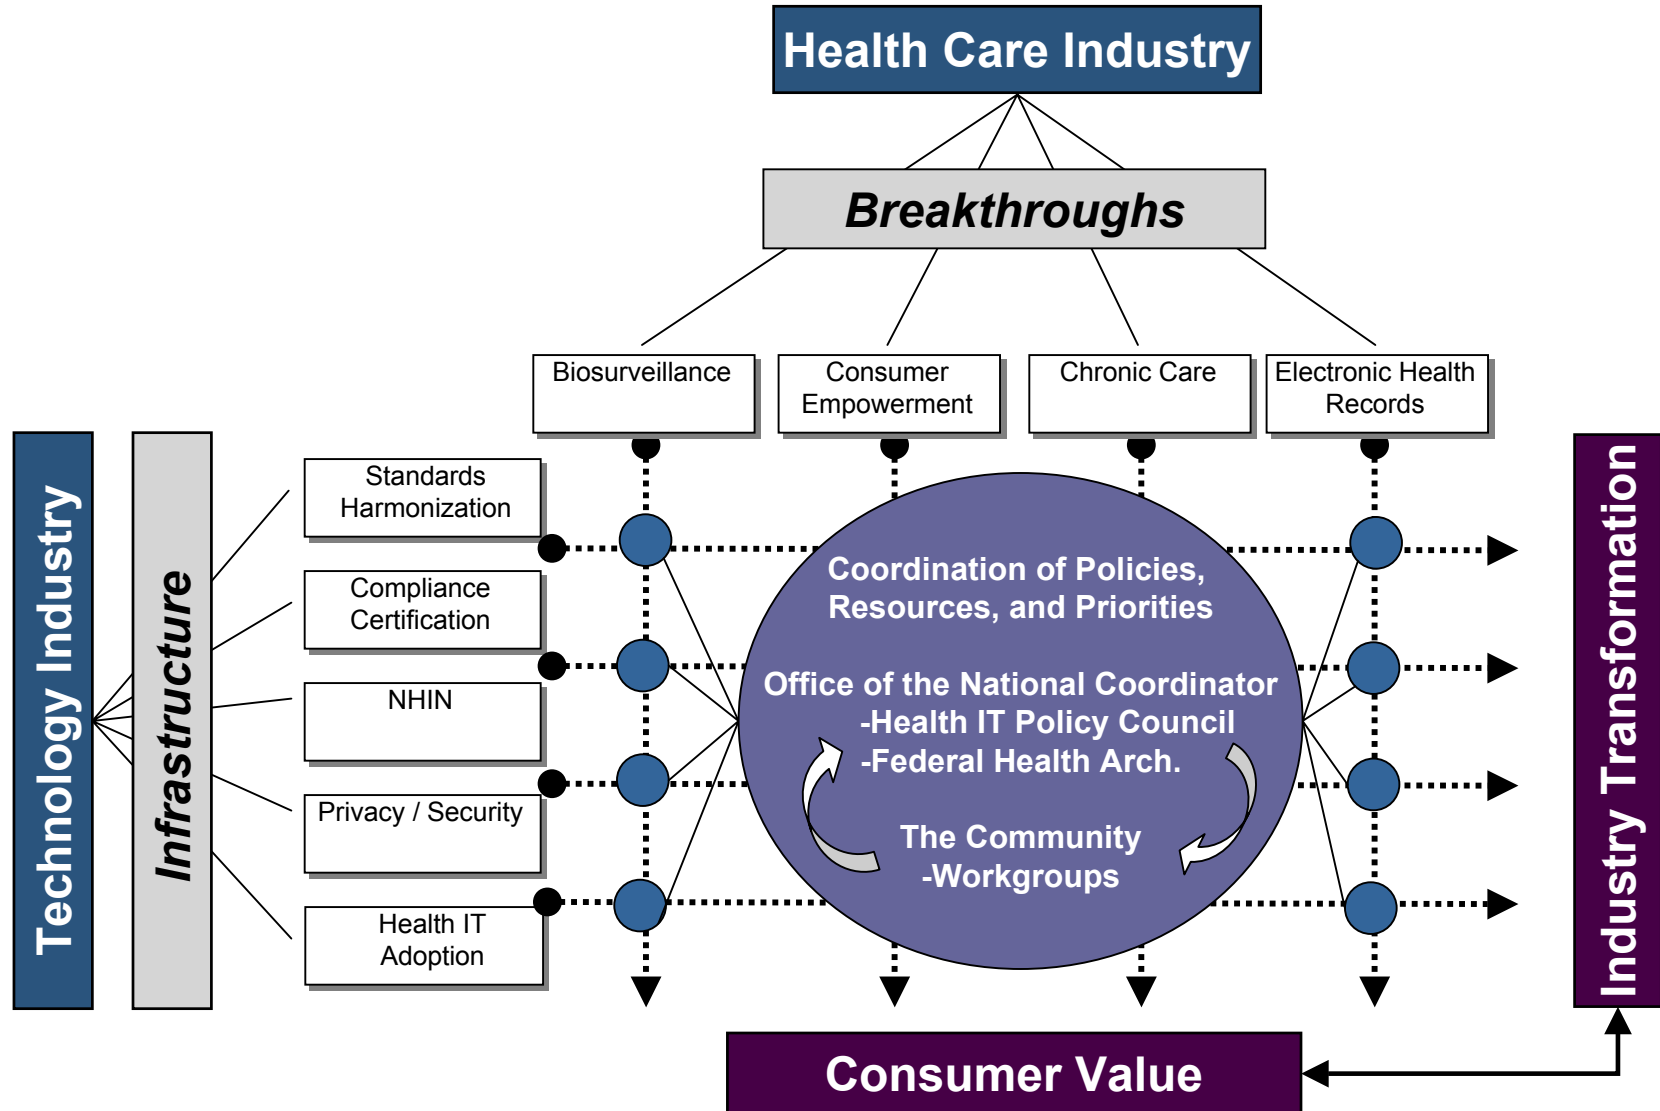 Health Care Industry
Breakthroughs
Biosurveillance
Consumer
Empowerment
Chronic Care
Electronic Health
Records
Technology Industry
Infrastructure
Standards
Harmonization
Compliance
Certification
NHIN
Privacy / Security
Health IT
Adoption
Coordination of Policies,
Resources, and Priorities
Office of the National Coordinator
-Health IT Policy Council
-Federal Health Arch.
The Community
-Workgroups
Industry Transformation
Consumer Value